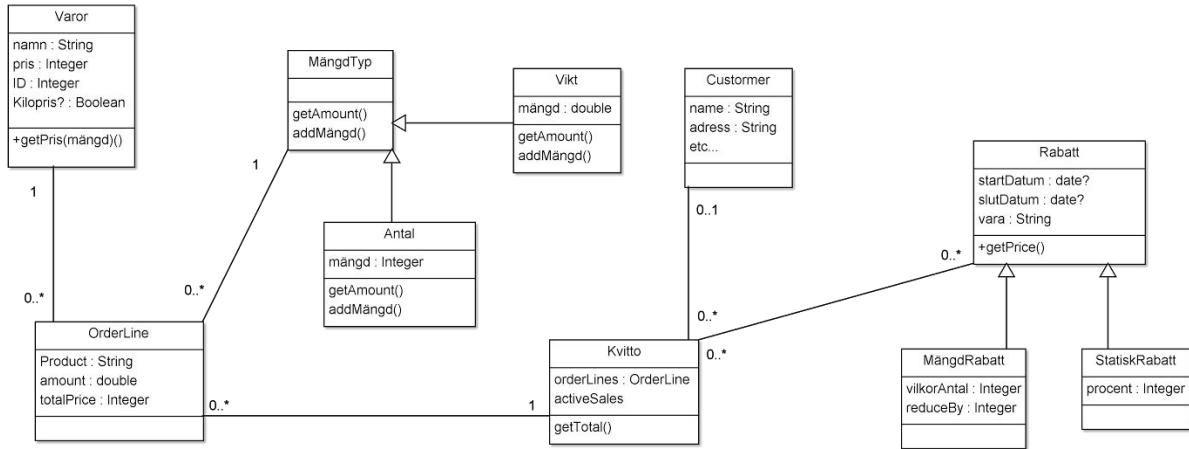 Varor
namn : String
pris : Integer
ID : Integer
Kilopris? : Boolean
+getPris(mängd)()
MängdTyp
getAmount()
addMängd()
Vikt
mängd : double
getAmount()
addMängd()
Custormer
name : String
adress : String
etc...
Rabatt
startDatum : date?
slutDatum : date?
vara : String
+getPrice()
1
1
0..1
Antal
mängd : Integer
getAmount()
addMängd()
0..*
0..*
0..*
0..*
0..*
OrderLine
Product : String
amount : double
totalPrice : Integer
0..*
1
Kvitto
orderLines : OrderLine
activeSales
getTotal()
MängdRabatt
vilkorAntal : Integer
reduceBy : Integer
StatiskRabatt
procent : Integer